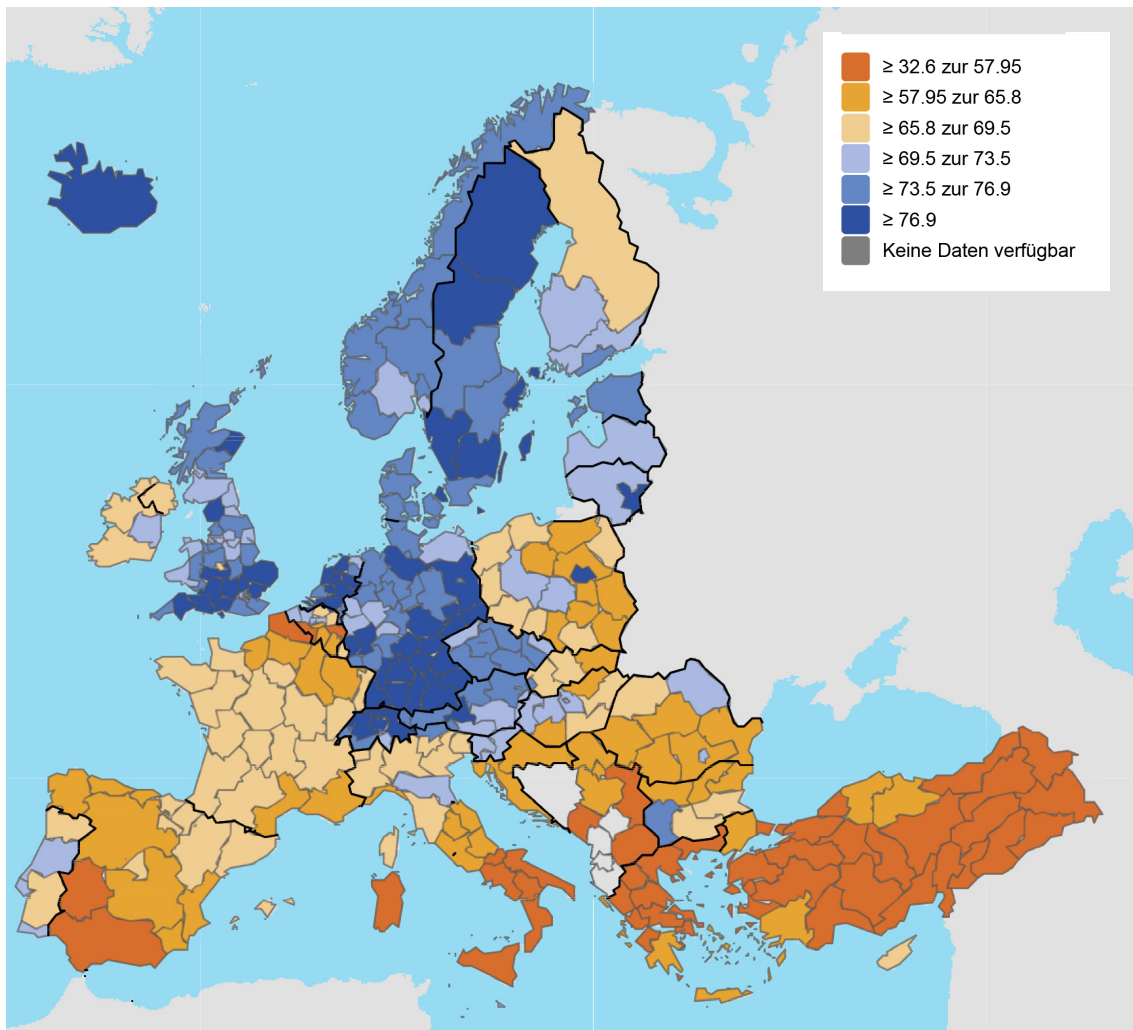 ≥ 32.6 zur 57.95
≥ 57.95 zur 65.8
≥ 65.8 zur 69.5
≥ 69.5 zur 73.5
≥ 73.5 zur 76.9
≥ 76.9
Keine Daten verfügbar